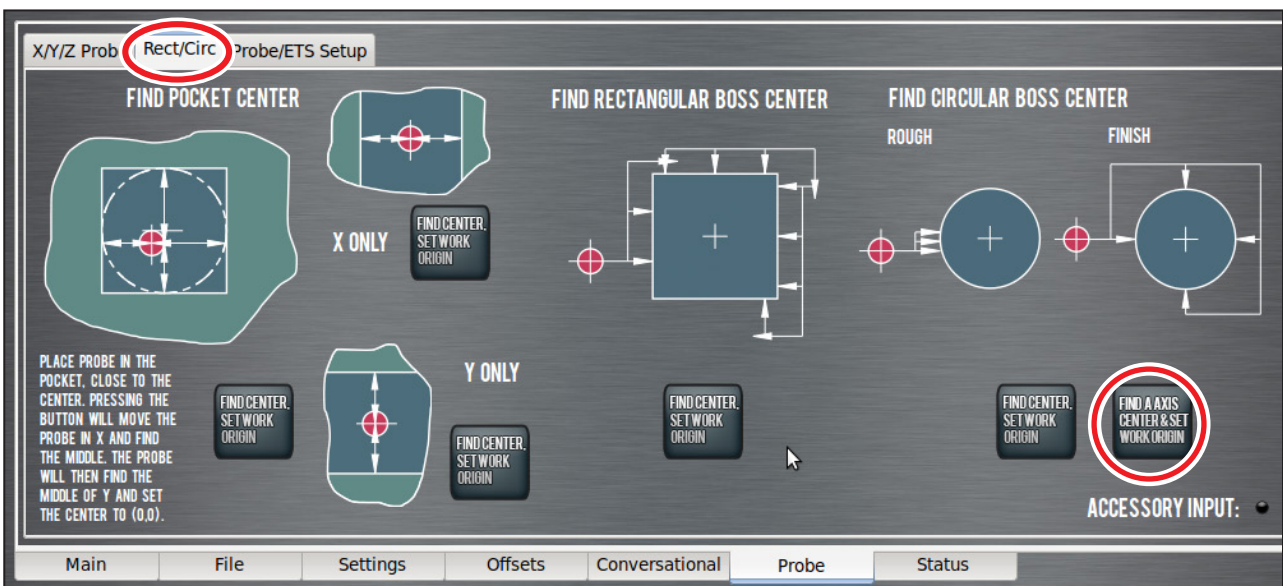 X/Y/Z Prob
Rect/Circ
Probe/ETS Setup
FIND POCKET CENTER
FIND RECTANGULAR BOSS CENTER
FIND CIRCULAR BOSS CENTER
ROUGH
FINISH
X ONLY
FIND CENTER,
SET WORK
ORIGIN
PLACE PROBE IN THE
POCKET, CLOSE TO THE
CENTER. PRESSING THE
BUTTON WILL MOVE THE
PROBE IN X AND FIND
THE MIDDLE. THE PROBE
WILL THEN FIND THE
MIDDLE OF Y AND SET
THE CENTER TO (0,0).
FIND CENTER,
SET WORK
ORIGIN
Y ONLY
FIND CENTER,
SET WORK
ORIGIN
FIND CENTER,
SET WORK
ORIGIN
FIND CENTER,
SET WORK
ORIGIN
FIND A AXIS
CENTER & SET
WORK ORIGIN
ACCESSORY INPUT:
Main
File
Settings
Offsets
Conversational
Probe
Status